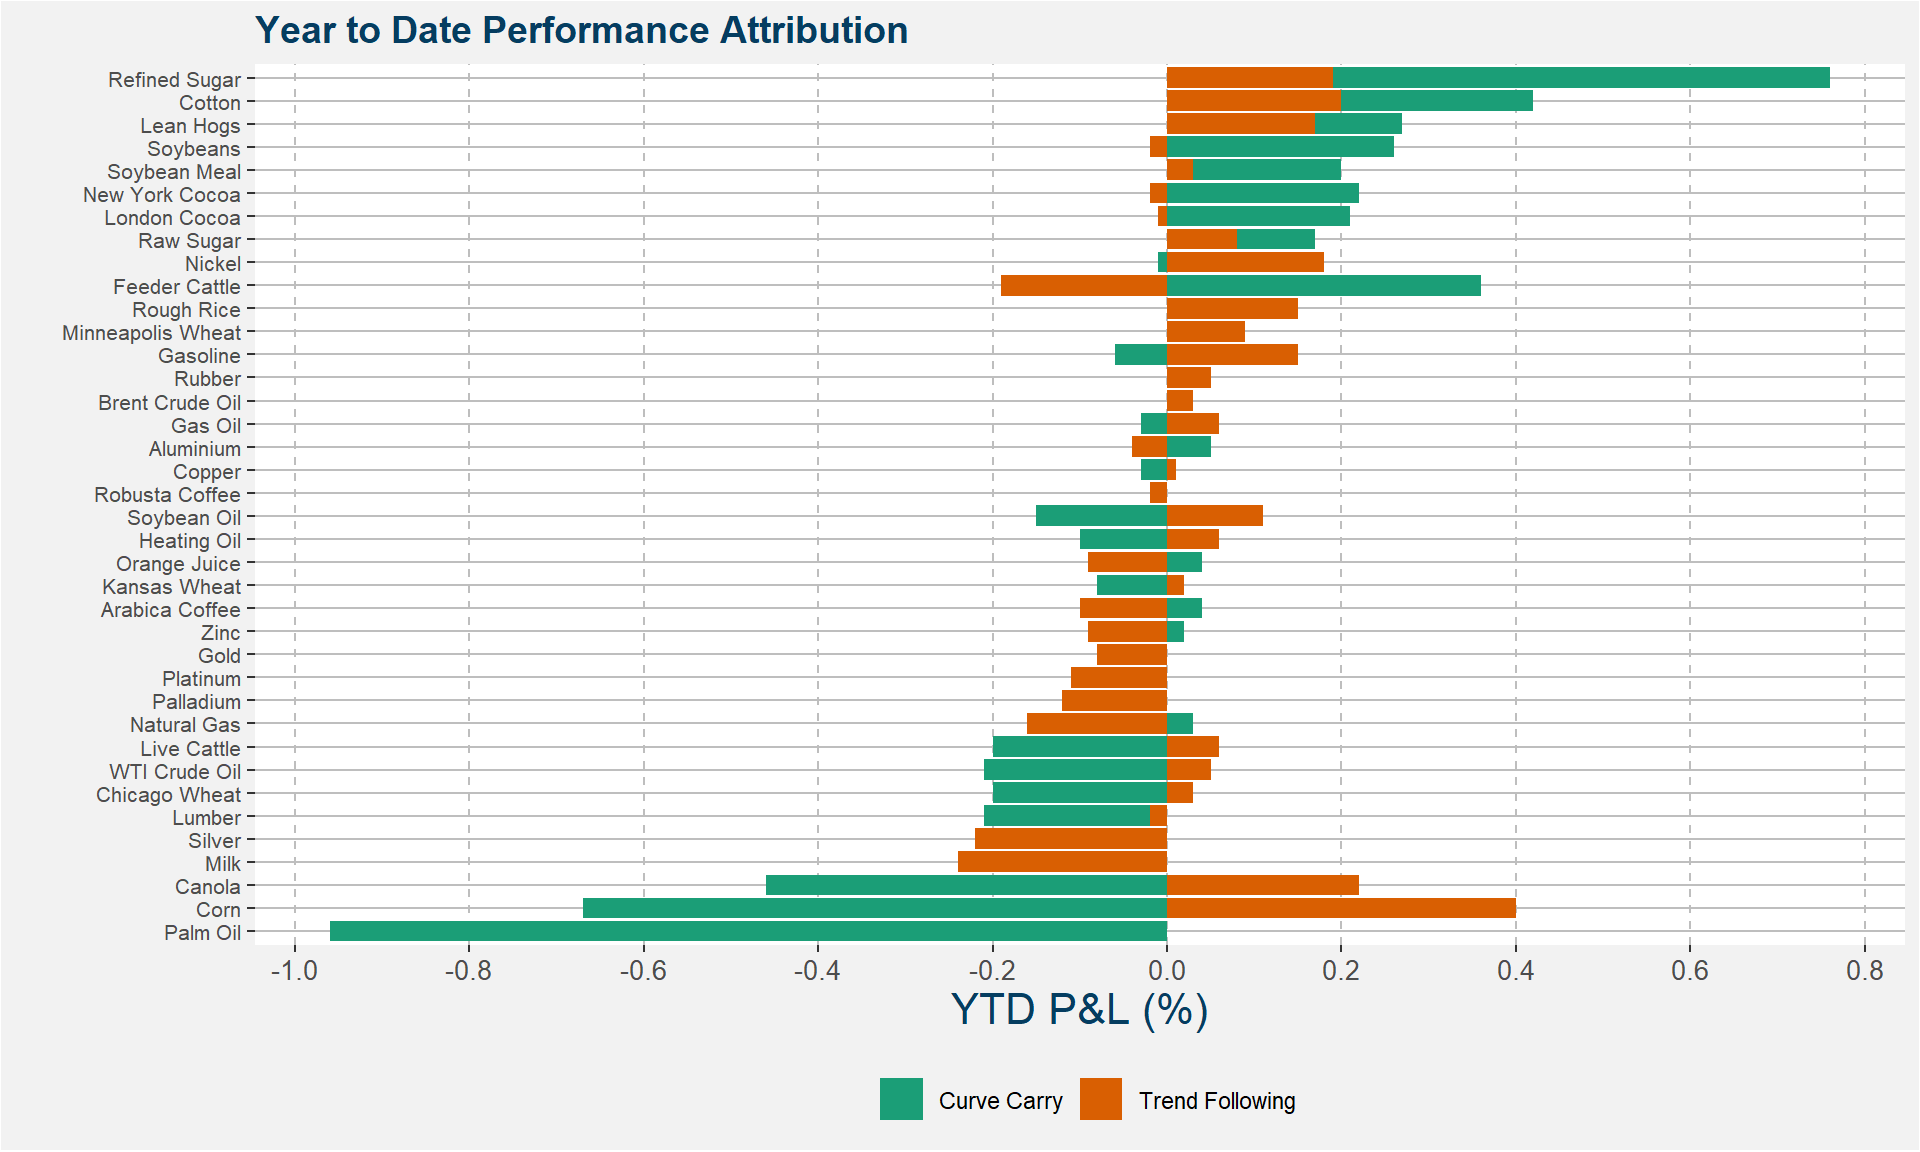 Year to Date Performance Attribution
Refined Sugar
Cotton
Lean Hogs
Soybeans
Soybean Meal
New York Cocoa
London Cocoa
Raw Sugar
Nickel
Feeder Cattle
Rough Rice
Minneapolis Wheat
Gasoline
Rubber
Brent Crude Oil
Gas Oil
Aluminium
Copper
Robusta Coffee
Soybean Oil
Heating Oil
Orange Juice
Kansas Wheat
Arabica Coffee
Zinc
Gold
Platinum
Palladium
Natural Gas
Live Cattle
WTI Crude Oil
Chicago Wheat
Lumber
Silver
Milk
Canola
Corn
Palm Oil
-1.0 -0.8 -0.6 -0.4 -0.2 0.0 0.2 0.4 0.6 0.8
YTD P&L (%)
Curve Carry Trend Following